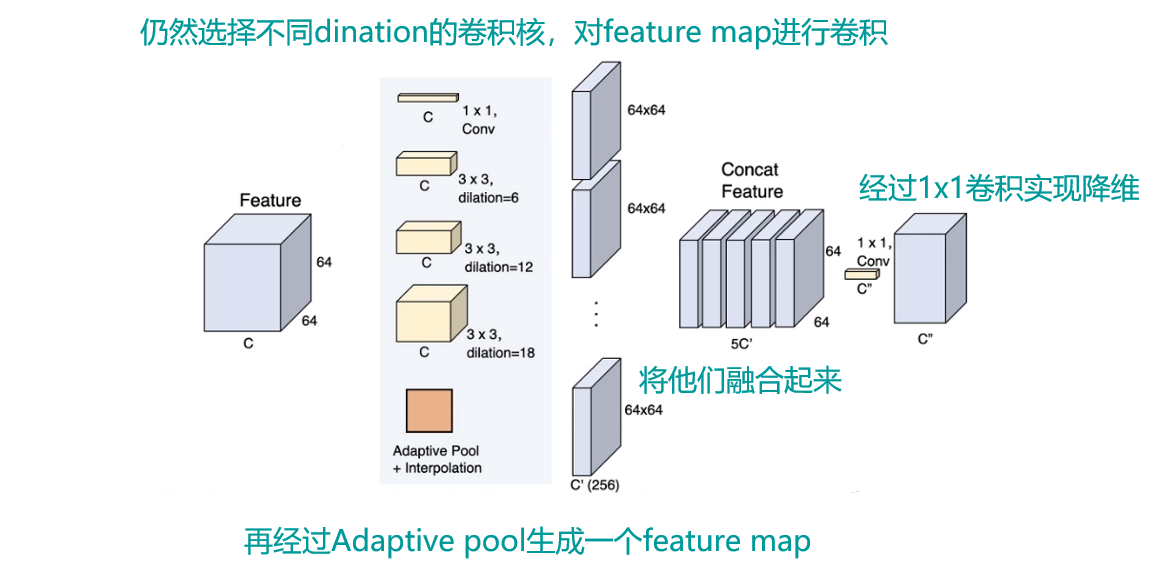 仍然选择不同dination的卷积核，对feature map进行卷积
Feature
64
64
C
C
1 x 1,
Conv
C
3 x 3,
dilation=6
C
3 x 3,
dilation=12
C
3 x 3,
dilation=18
Adaptive Pool
+ Interpolation
64x64
64x64
64x64
C' (256)
Concat
Feature
64
64
5C'
将他们融合起来
经过1x1卷积实现降维
1 x 1,
Conv
C"
C"
再经过Adaptive pool生成一个feature map